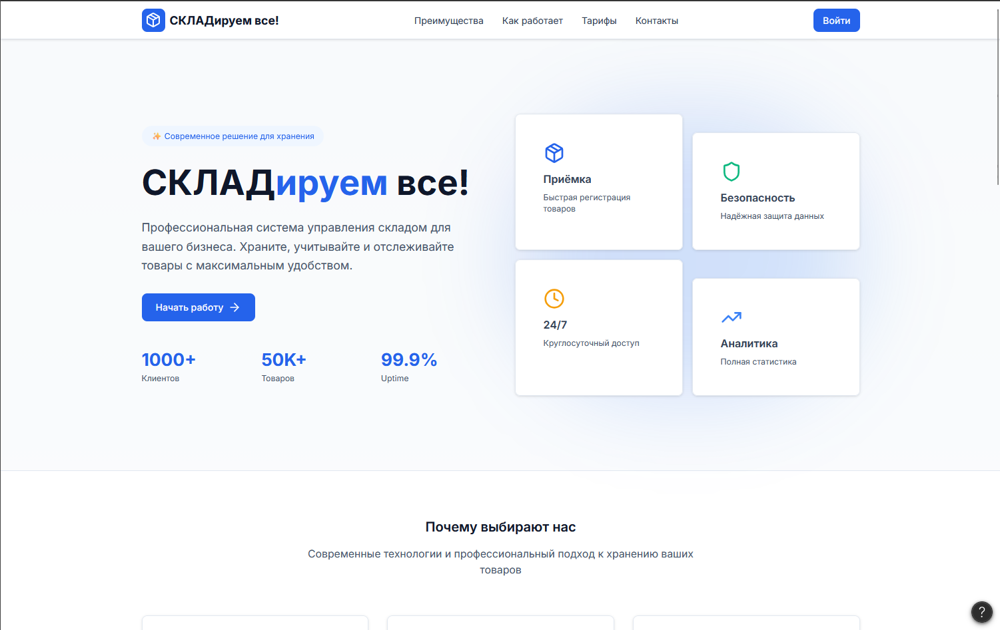 СКЛАДируем все!
Преимущества
Как работает
Тарифы
Контакты
Войти
✨ Современное решение для хранения
СКЛАДируем все!
Профессиональная система управления складом для
вашего бизнеса. Храните, учитывайте и отслеживайте
товары с максимальным удобством.
Начать работу →
1000+
Клиентов
50K+
Товаров
99.9%
Uptime
Приёмка
Быстрая регистрация
товаров
Безопасность
Надёжная защита данных
24/7
Круглосуточный доступ
Аналитика
Полная статистика
Почему выбирают нас
Современные технологии и профессиональный подход к хранению ваших
товаров
?